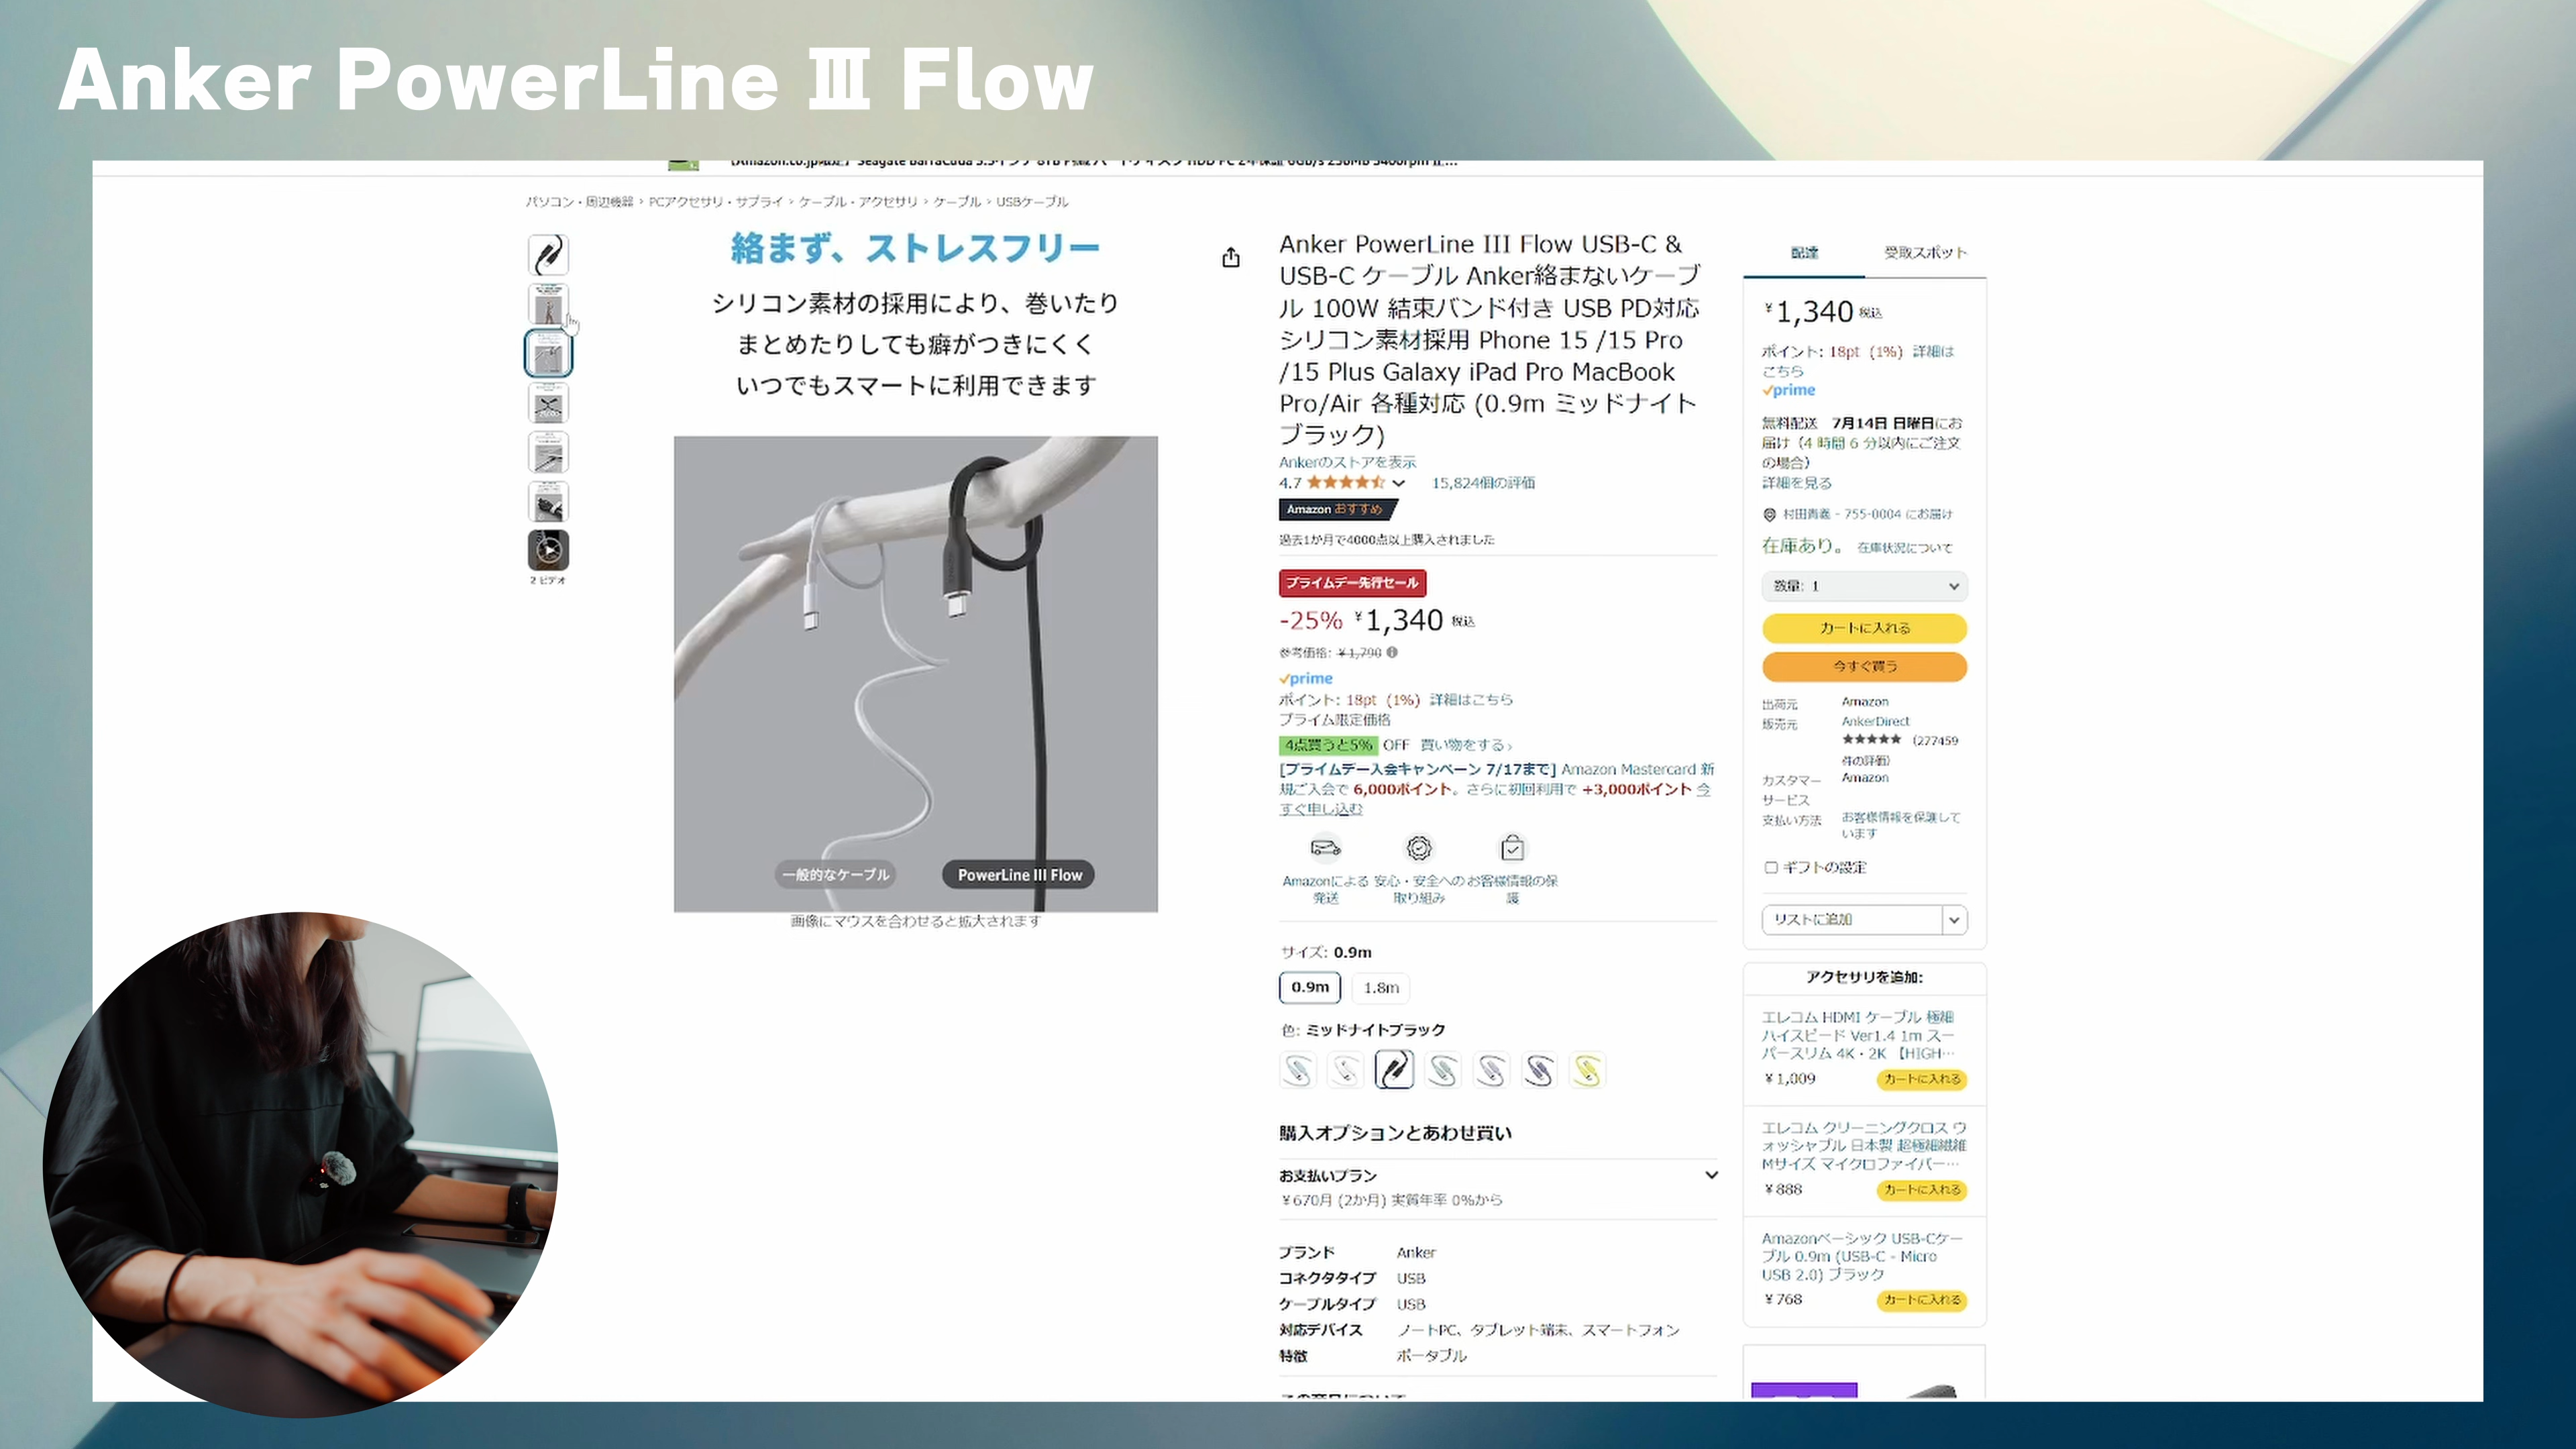 Anker PowerLine Ⅲ Flow
パソコン・周辺機器 › PCアクセサリ・サプライ › ケーブル・アクセサリ › ケーブル › USBケーブル
2 ビデオ
絡まず、ストレスフリー
シリコン素材の採用により、巻いたり
まとめたりしても癖がつきにくく
いつでもスマートに利用できます
一般的なケーブル
PowerLine III Flow
画像にマウスを合わせると拡大されます
Anker PowerLine III Flow USB-C &
USB-C ケーブル Anker絡まないケーブ
ル 100W 結束バンド付き USB PD対応
シリコン素材採用 Phone 15 /15 Pro
/15 Plus Galaxy iPad Pro MacBook
Pro/Air 各種対応 (0.9m ミッドナイト
ブラック)
Ankerのストアを表示
4.7 15,824個の評価
Amazon おすすめ
過去1か月で4000点以上購入されました
プライムデー先行セール
-25% ¥1,340 税込
参考価格: ¥1,790
prime
ポイント: 18pt (1%) 詳細はこちら
プライム限定価格
4点買うと5% OFF 買い物をする ›
[プライムデー入会キャンペーン 7/17まで] Amazon Mastercard 新
規ご入会で 6,000ポイント。さらに初回利用で +3,000ポイント 今
すぐ申し込む
Amazonによる
発送
安心・安全への
取り組み
お客様情報の保
護
サイズ: 0.9m
0.9m 1.8m
色: ミッドナイトブラック
購入オプションとあわせ買い
お支払いプラン
¥670月 (2か月) 実質年率 0%から
ブランド Anker
コネクタタイプ USB
ケーブルタイプ USB
対応デバイス ノートPC、タブレット端末、スマートフォン
特徴 ポータブル
配達 受取スポット
¥1,340 税込
ポイント: 18pt (1%) 詳細は
こちら
prime
無料配送 7月14日 日曜日にお
届け（4 時間 6 分以内にご注文
の場合）
詳細を見る
755-0004 にお届け
在庫あり。 在庫状況について
数量: 1
カートに入れる
今すぐ買う
出荷元 Amazon
販売元 AnkerDirect
★★★★★ (277459
件の評価)
カスタマー Amazon
サービス
支払い方法 お客様情報を保護して
います
ギフトの設定
リストに追加
アクセサリを追加:
エレコム HDMI ケーブル 極細
ハイスピード Ver1.4 1m スー
パースリム 4K・2K 【HIGH…
¥1,009 カートに入れる
エレコム クリーニングクロス ウ
ォッシャブル 日本製 超極細繊維
Mサイズ マイクロファイバー…
¥888 カートに入れる
Amazonベーシック USB-Cケー
ブル 0.9m (USB-C - Micro
USB 2.0) ブラック
¥768 カートに入れる